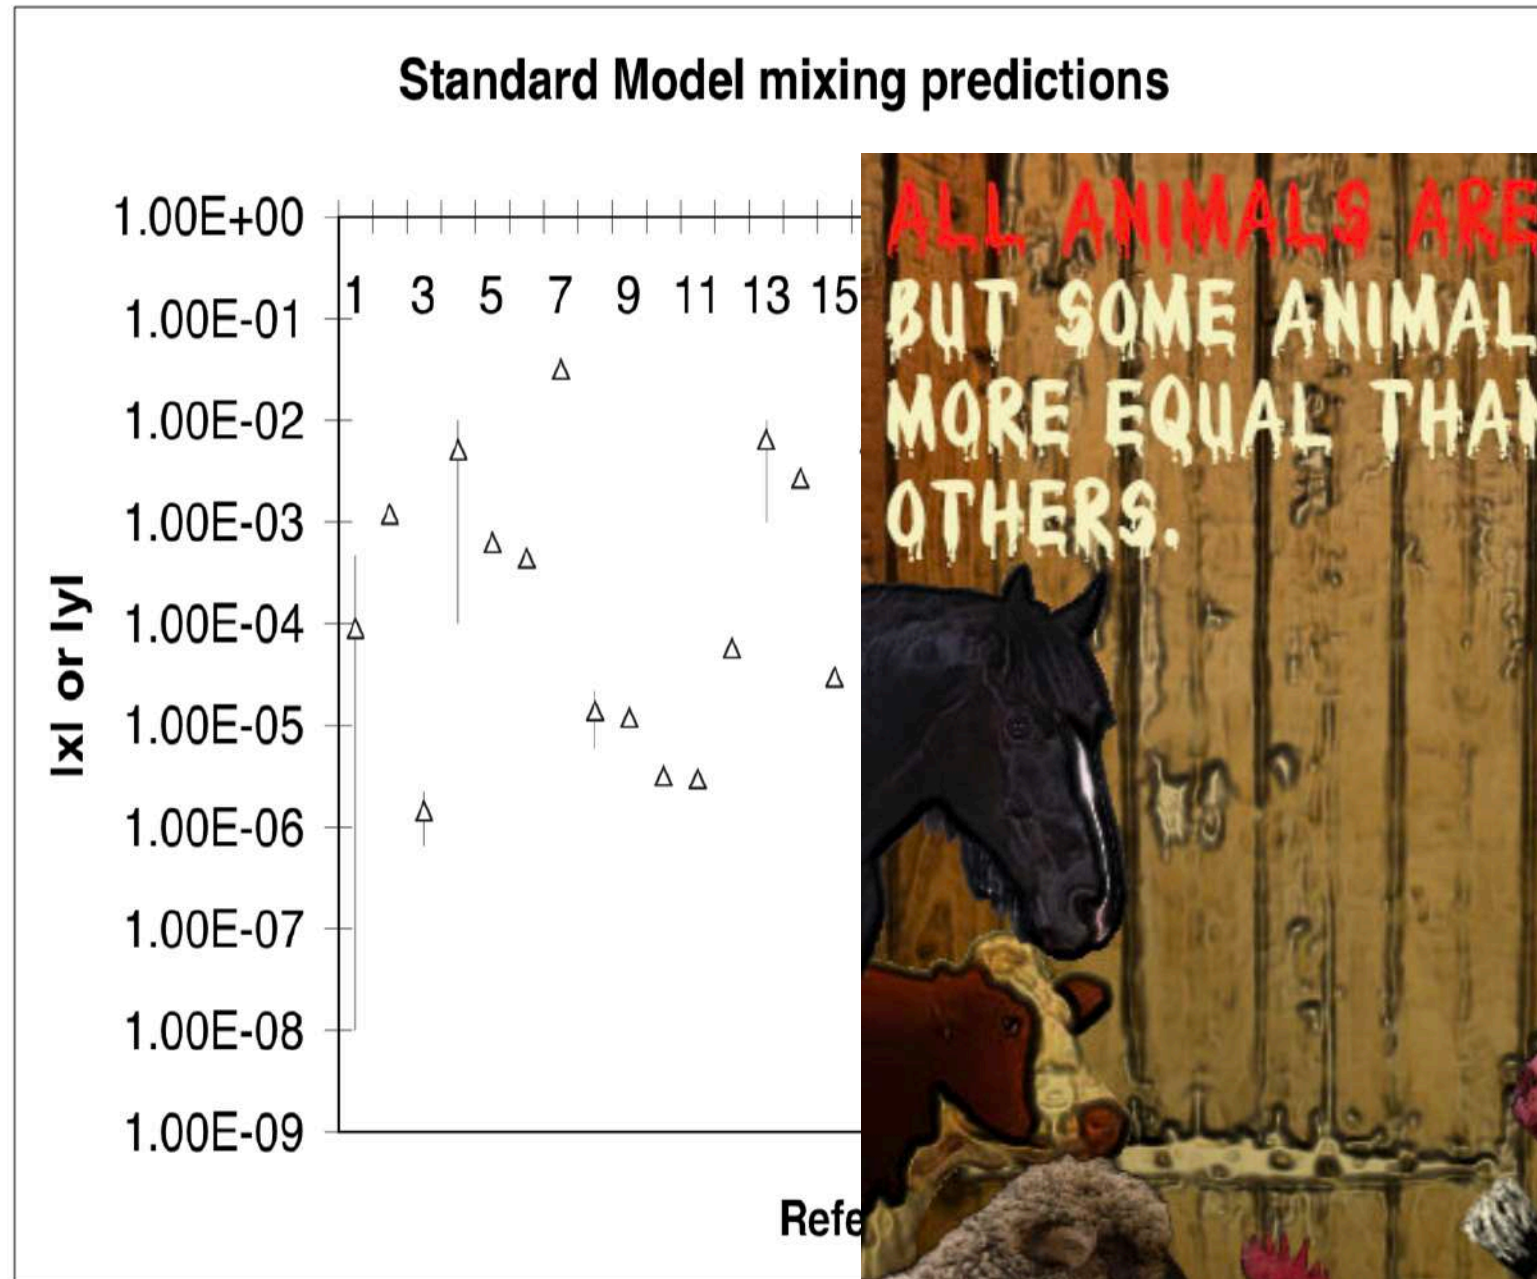 Standard Model mixing predictions
1.00E+00
1 3 5 7 9 11 13 15
1.00E-01
1.00E-02
1.00E-03
1.00E-04
1.00E-05
1.00E-06
1.00E-07
1.00E-08
1.00E-09
|x| or |y|
Refe
ALL ANIMALS ARE
BUT SOME ANIMAL
MORE EQUAL THAN
OTHERS.